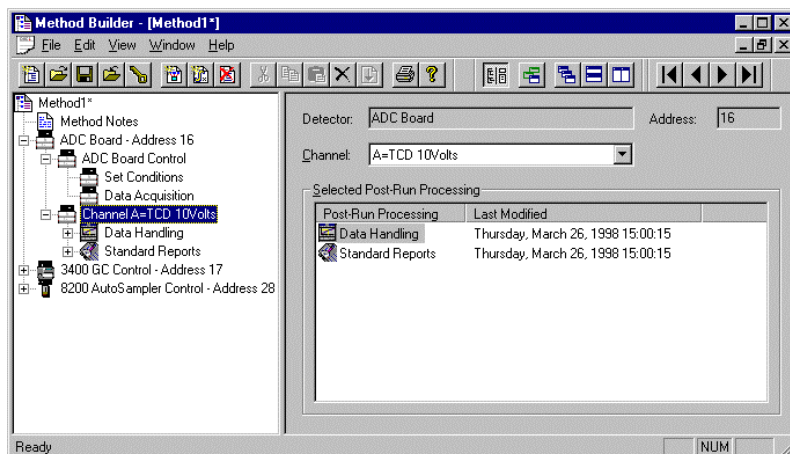 Method Builder - [Method1*]
File Edit View Window Help
Method1*
Method Notes
ADC Board - Address 16
ADC Board Control
Set Conditions
Data Acquisition
Channel A=TCD 10Volts
Data Handling
Standard Reports
3400 GC Control - Address 17
8200 AutoSampler Control - Address 28
Detector: ADC Board Address: 16
Channel: A=TCD 10Volts
Selected Post-Run Processing
Post-Run Processing Last Modified
Data Handling Thursday, March 26, 1998 15:00:15
Standard Reports Thursday, March 26, 1998 15:00:15
Ready NUM